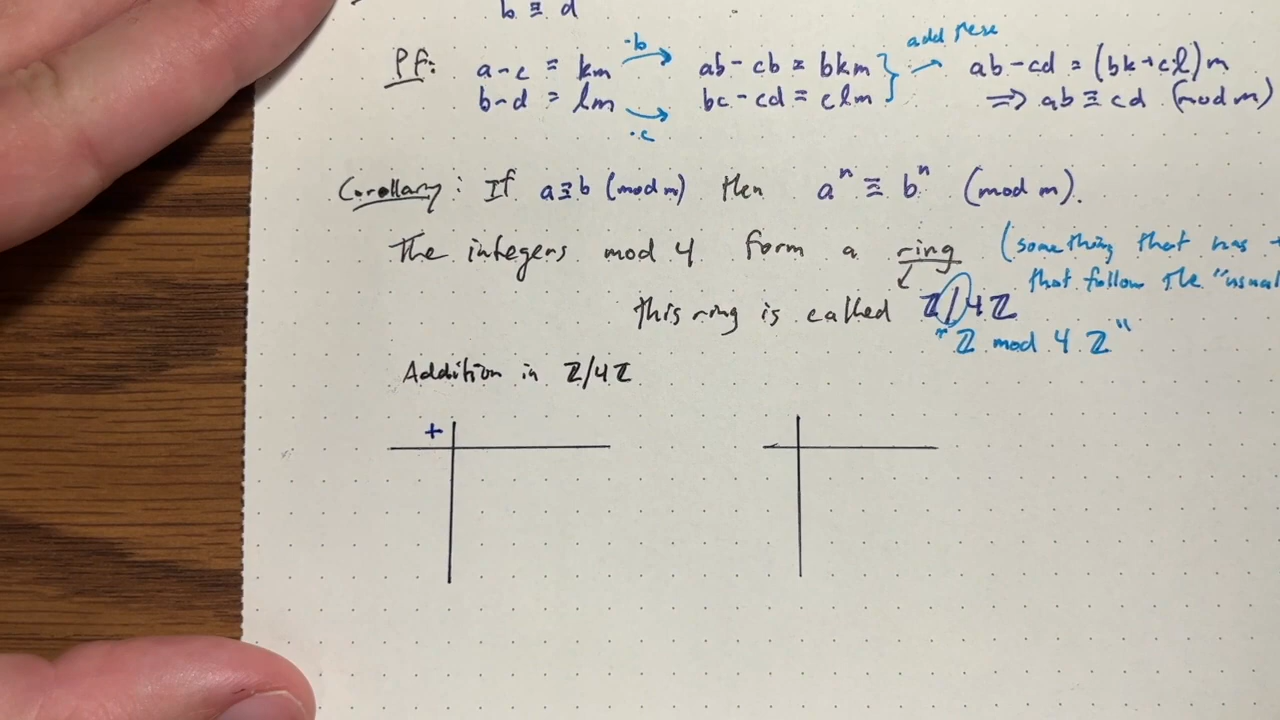 b ≡ d
Pf: a-c = km ·b→ ab - cb = bkm } → add these ab - cd = (bk+cl)m
b-d = lm ·c→ bc - cd = clm ⟹ ab ≡ cd (mod m)
Corollary: If a≡b (mod m) then aⁿ ≡ bⁿ (mod m).
The integers mod 4 form a ring (something that has +
that follow the "usual
this ring is called ℤ/4ℤ
"ℤ mod 4ℤ"
Addition in ℤ/4ℤ
+